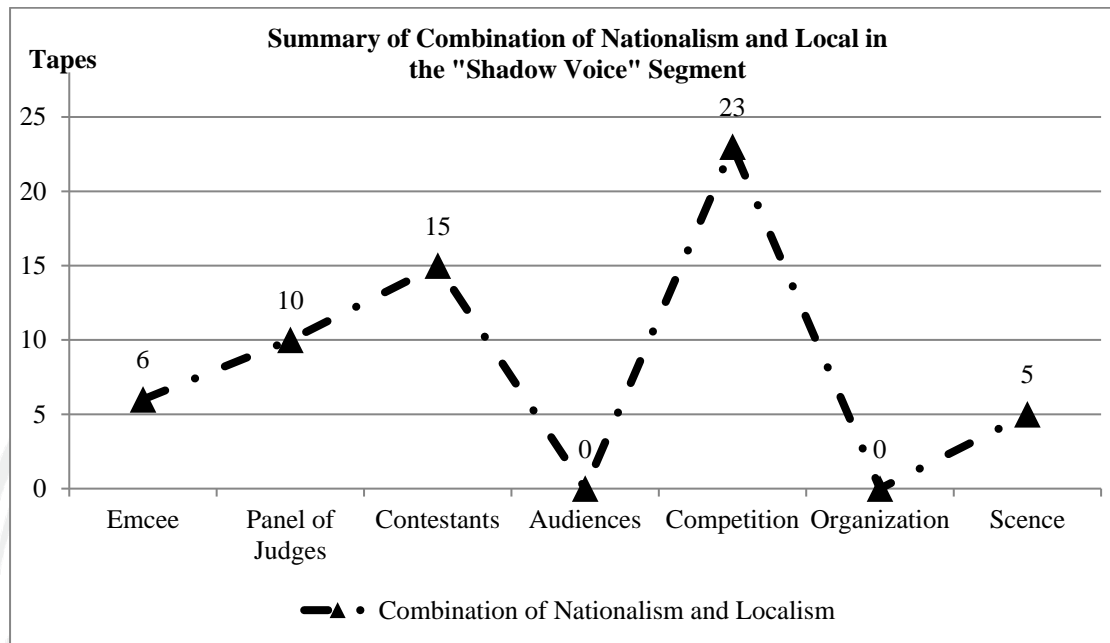 Summary of Combination of Nationalism and Local in
the "Shadow Voice" Segment
Tapes
25
20
15
10
5
0
6
10
15
0
23
0
5
Emcee
Panel of
Judges
Contestants
Audiences
Competition
Organization
Scence
Combination of Nationalism and Localism